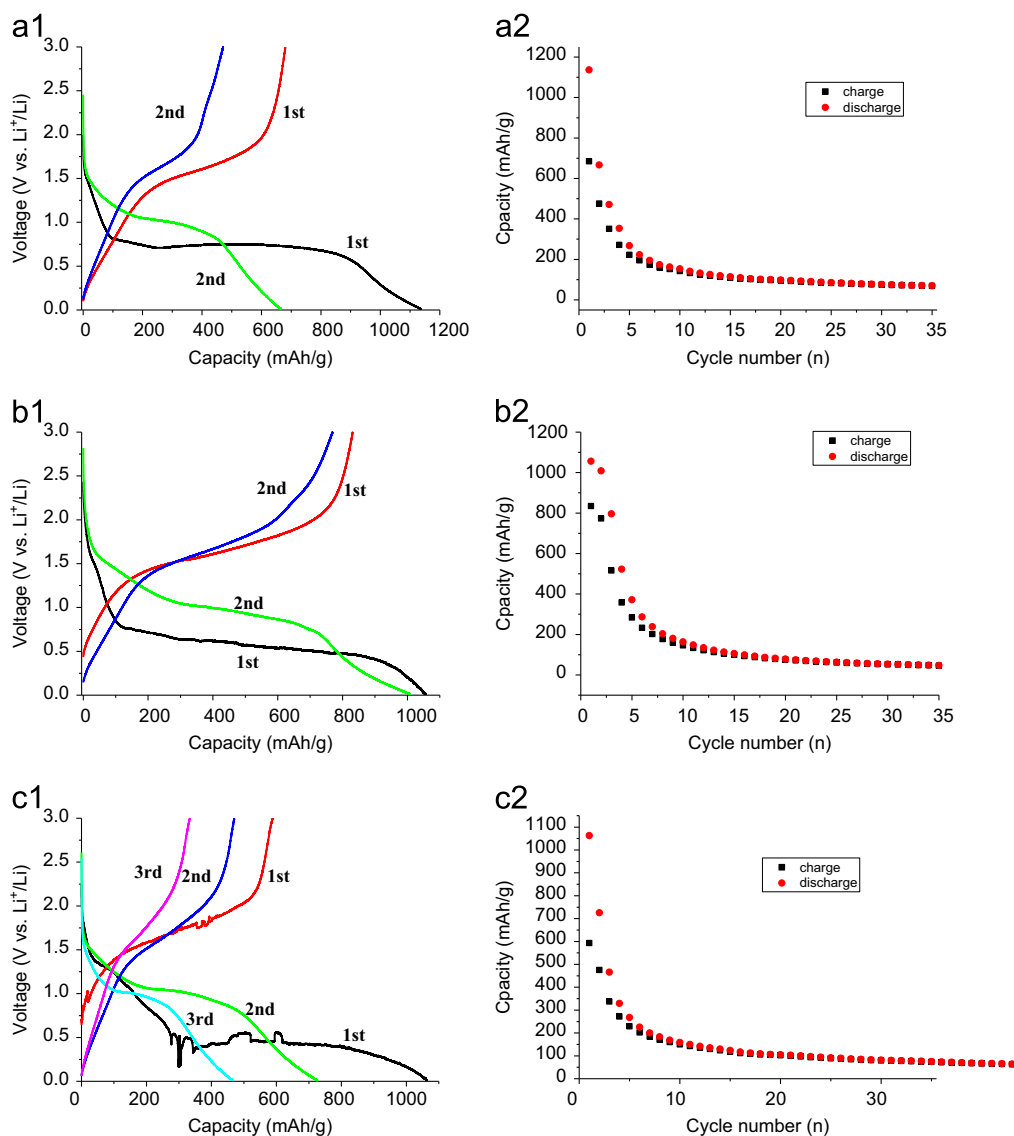 a1
3.0
2.5
2.0
1.5
1.0
0.5
0.0
Voltage (V vs. Li⁺/Li)
2nd
1st
1st
2nd
0 200 400 600 800 1000 1200
Capacity (mAh/g)
a2
1200
1000
800
600
400
200
0
Cpacity (mAh/g)
charge
discharge
0 5 10 15 20 25 30 35
Cycle number (n)
b1
3.0
2.5
2.0
1.5
1.0
0.5
0.0
Voltage (V vs. Li⁺/Li)
2nd
1st
2nd
1st
0 200 400 600 800 1000
Capacity (mAh/g)
b2
1200
1000
800
600
400
200
0
Cpacity (mAh/g)
charge
discharge
0 5 10 15 20 25 30 35
Cycle number (n)
c1
3.0
2.5
2.0
1.5
1.0
0.5
0.0
Voltage (V vs. Li⁺/Li)
3rd
2nd
1st
3rd
2nd
1st
0 200 400 600 800 1000
Capacity (mAh/g)
c2
1100
1000
900
800
700
600
500
400
300
200
100
0
Cpacity (mAh/g)
charge
discharge
0 10 20 30
Cycle number (n)